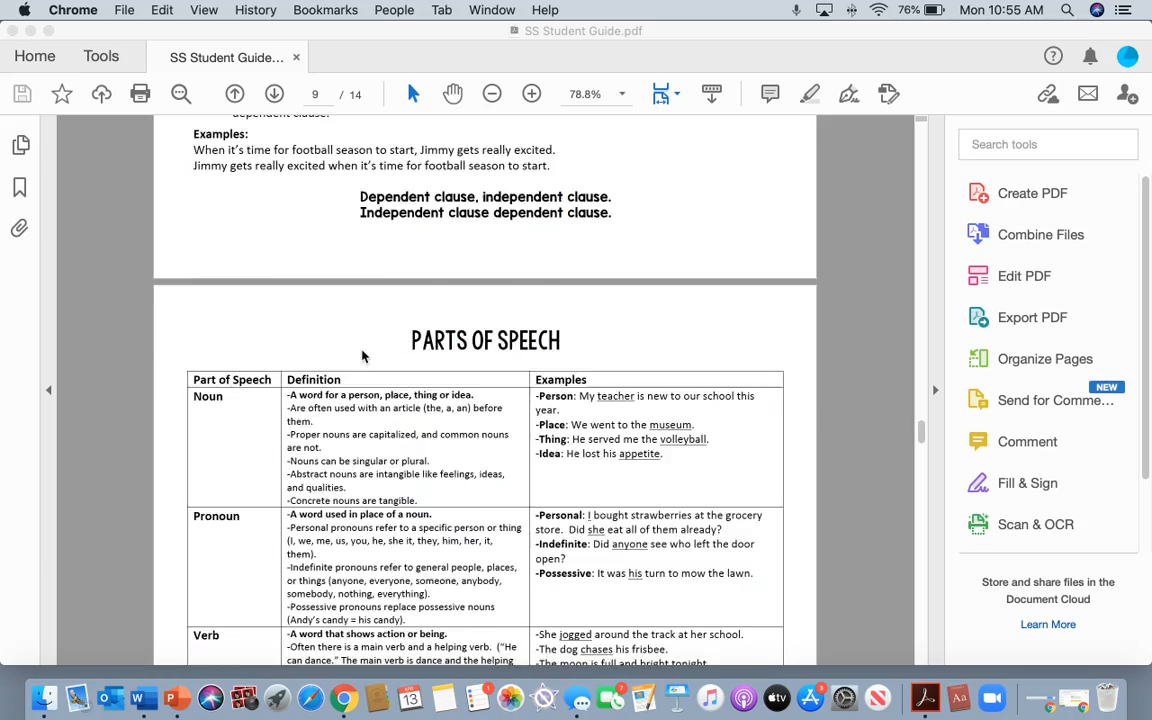 Chrome File Edit View History Bookmarks People Tab Window Help 76% Mon 10:55 AM
SS Student Guide.pdf
Home Tools SS Student Guide... ×
9 / 14 78.8%
dependent clause.
Examples:
When it's time for football season to start, Jimmy gets really excited.
Jimmy gets really excited when it's time for football season to start.
Dependent clause, independent clause.
Independent clause dependent clause.
PARTS OF SPEECH
Part of Speech Definition Examples
Noun
-A word for a person, place, thing or idea.
-Are often used with an article (the, a, an) before
them.
-Proper nouns are capitalized, and common nouns
are not.
-Nouns can be singular or plural.
-Abstract nouns are intangible like feelings, ideas,
and qualities.
-Concrete nouns are tangible.
-Person: My teacher is new to our school this
year.
-Place: We went to the museum.
-Thing: He served me the volleyball.
-Idea: He lost his appetite.
Pronoun
-A word used in place of a noun.
-Personal pronouns refer to a specific person or thing
(I, we, me, us, you, he, she it, they, him, her, it,
them).
-Indefinite pronouns refer to general people, places,
or things (anyone, everyone, someone, anybody,
somebody, nothing, everything).
-Possessive pronouns replace possessive nouns
(Andy's candy = his candy).
-Personal: I bought strawberries at the grocery
store. Did she eat all of them already?
-Indefinite: Did anyone see who left the door
open?
-Possessive: It was his turn to mow the lawn.
Verb
-A word that shows action or being.
-Often there is a main verb and a helping verb. ("He
can dance." The main verb is dance and the helping
-She jogged around the track at her school.
-The dog chases his frisbee.
-The moon is full and bright tonight.
Search tools
Create PDF
Combine Files
Edit PDF
Export PDF
Organize Pages
NEW
Send for Comme...
Comment
Fill & Sign
Scan & OCR
Store and share files in the
Document Cloud
Learn More